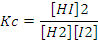 Kc = [HI]2 / [H2][I2]